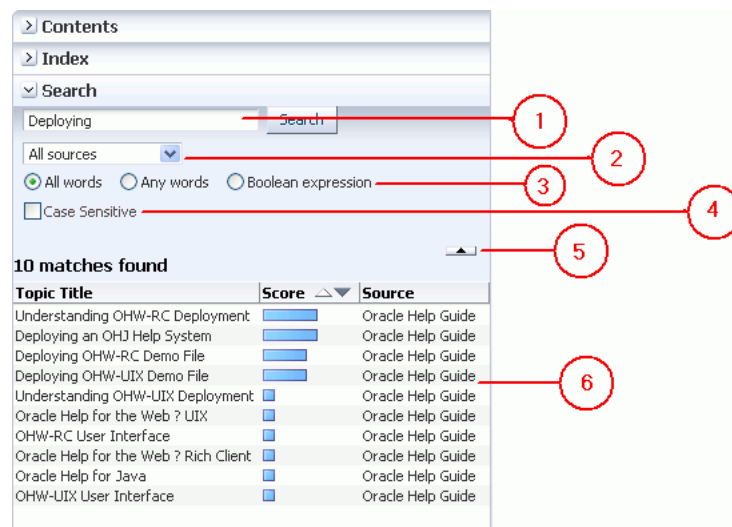 Contents
Index
Search
Deploying Search 1
All sources 2
All words Any words Boolean expression 3
Case Sensitive 4
5
10 matches found
Topic Title Score Source
Understanding OHW-RC Deployment Oracle Help Guide
Deploying an OHJ Help System Oracle Help Guide
Deploying OHW-RC Demo File Oracle Help Guide
Deploying OHW-UIX Demo File Oracle Help Guide 6
Understanding OHW-UIX Deployment Oracle Help Guide
Oracle Help for the Web ? UIX Oracle Help Guide
OHW-RC User Interface Oracle Help Guide
Oracle Help for the Web ? Rich Client Oracle Help Guide
Oracle Help for Java Oracle Help Guide
OHW-UIX User Interface Oracle Help Guide